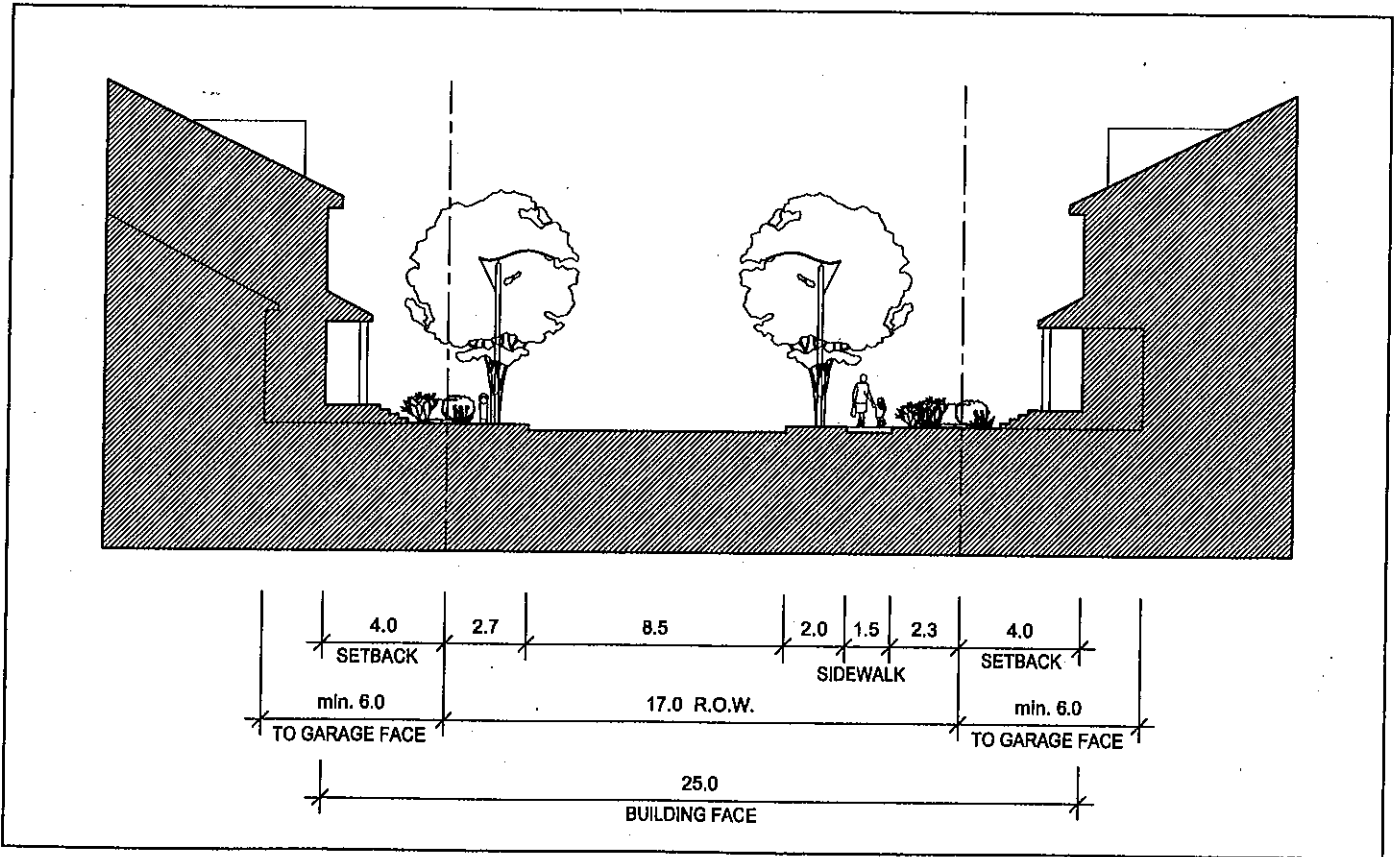 4.0 2.7 8.5 2.0 1.5 2.3 4.0
SETBACK SIDEWALK SETBACK
min. 6.0 17.0 R.O.W. min. 6.0
TO GARAGE FACE TO GARAGE FACE
25.0
BUILDING FACE